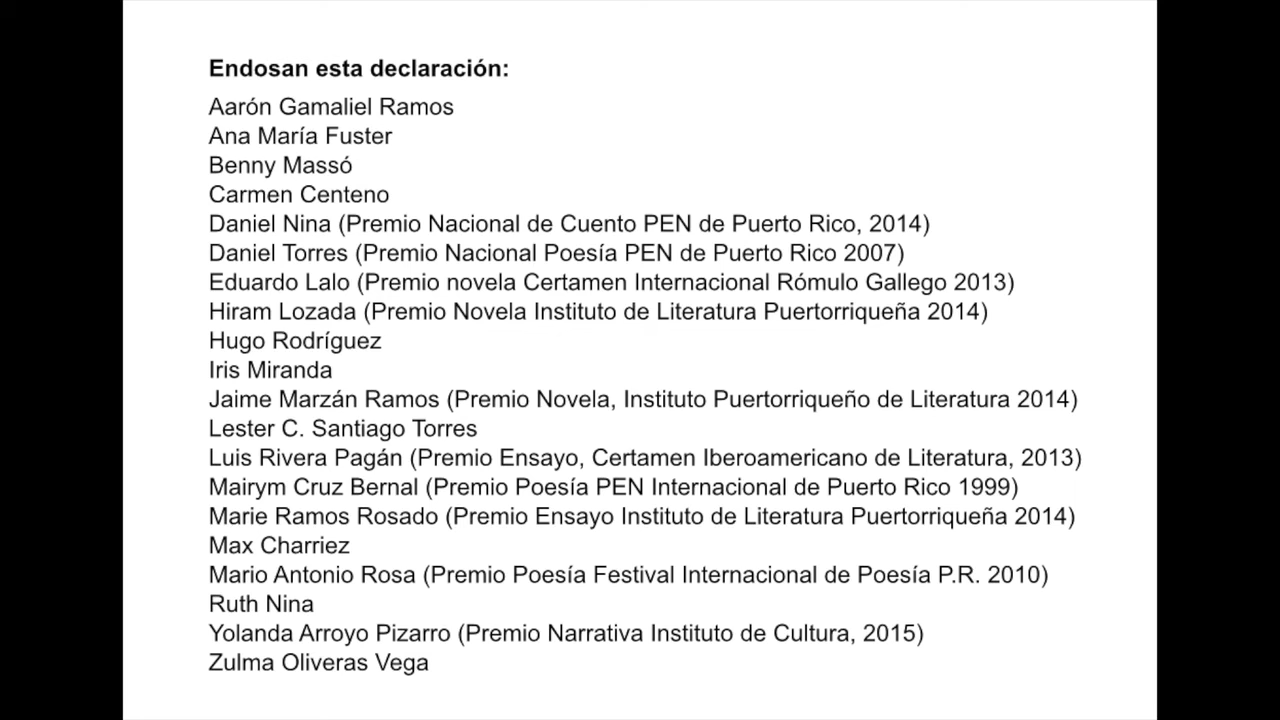 Endosan esta declaración:
Aarón Gamaliel Ramos
Ana María Fuster
Benny Massó
Carmen Centeno
Daniel Nina (Premio Nacional de Cuento PEN de Puerto Rico, 2014)
Daniel Torres (Premio Nacional Poesía PEN de Puerto Rico 2007)
Eduardo Lalo (Premio novela Certamen Internacional Rómulo Gallego 2013)
Hiram Lozada (Premio Novela Instituto de Literatura Puertorriqueña 2014)
Hugo Rodríguez
Iris Miranda
Jaime Marzán Ramos (Premio Novela, Instituto Puertorriqueño de Literatura 2014)
Lester C. Santiago Torres
Luis Rivera Pagán (Premio Ensayo, Certamen Iberoamericano de Literatura, 2013)
Mairym Cruz Bernal (Premio Poesía PEN Internacional de Puerto Rico 1999)
Marie Ramos Rosado (Premio Ensayo Instituto de Literatura Puertorriqueña 2014)
Max Charriez
Mario Antonio Rosa (Premio Poesía Festival Internacional de Poesía P.R. 2010)
Ruth Nina
Yolanda Arroyo Pizarro (Premio Narrativa Instituto de Cultura, 2015)
Zulma Oliveras Vega